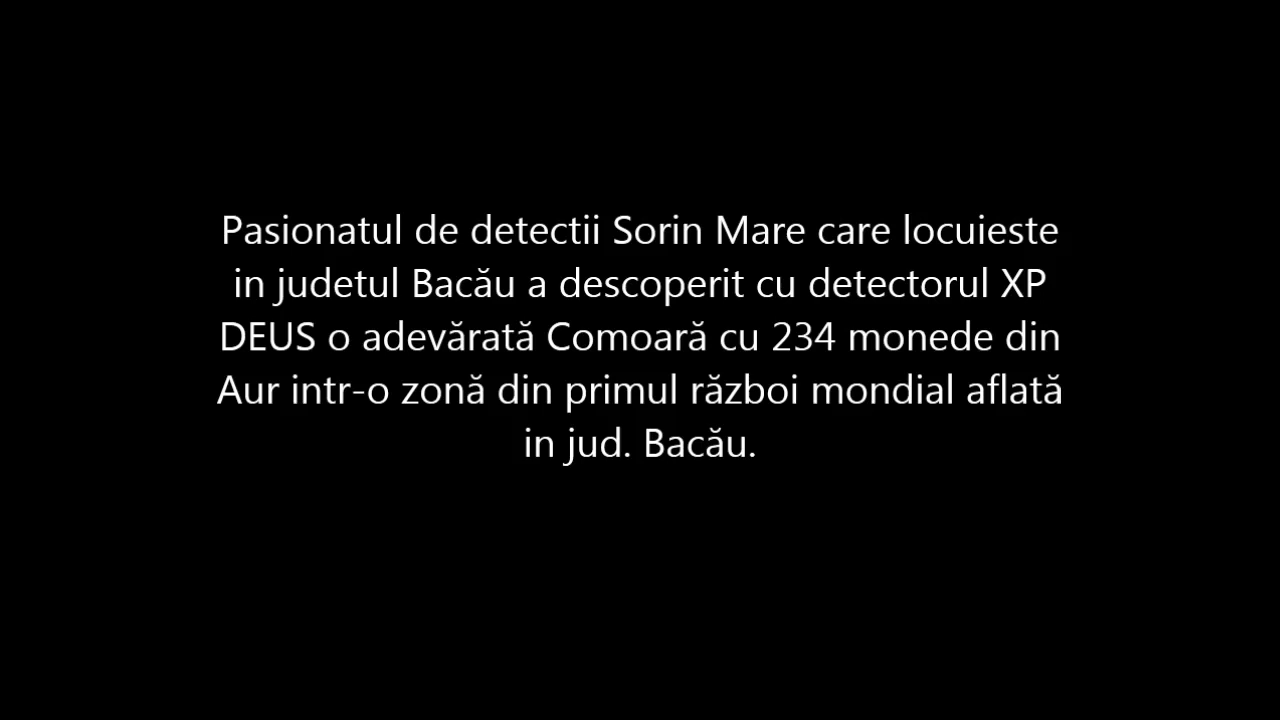 Pasionatul de detectii Sorin Mare care locuieste
in judetul Bacău a descoperit cu detectorul XP
DEUS o adevărată Comoară cu 234 monede din
Aur intr-o zonă din primul război mondial aflată
in jud. Bacău.